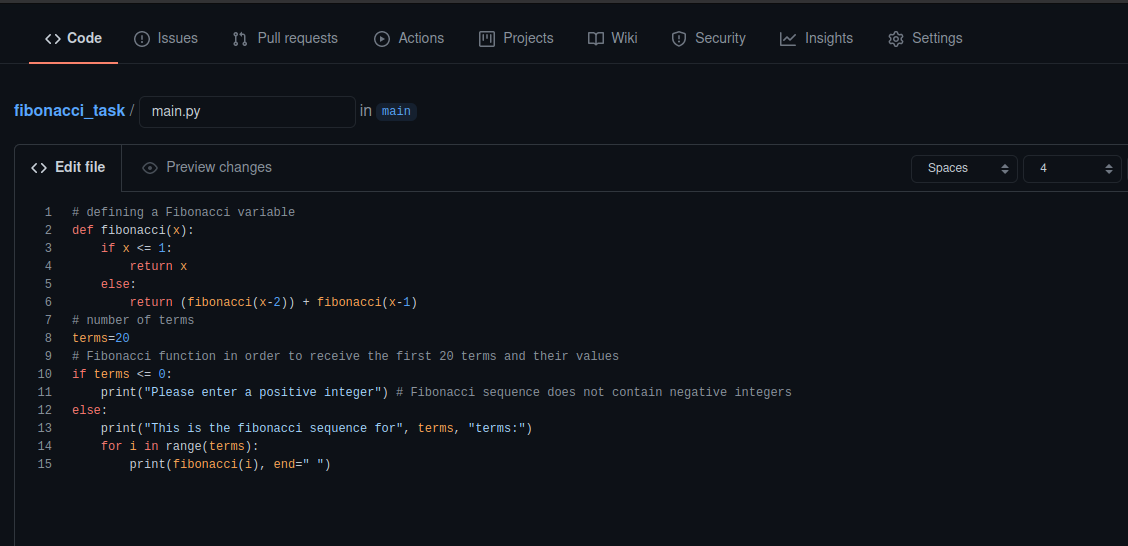 Code Issues Pull requests Actions Projects Wiki Security Insights Settings
fibonacci_task / main.py in main
Edit file Preview changes Spaces 4
1 # defining a Fibonacci variable
2 def fibonacci(x):
3     if x <= 1:
4         return x
5     else:
6         return (fibonacci(x-2)) + fibonacci(x-1)
7 # number of terms
8 terms=20
9 # Fibonacci function in order to receive the first 20 terms and their values
10 if terms <= 0:
11     print("Please enter a positive integer") # Fibonacci sequence does not contain negative integers
12 else:
13     print("This is the fibonacci sequence for", terms, "terms:")
14     for i in range(terms):
15         print(fibonacci(i), end=" ")